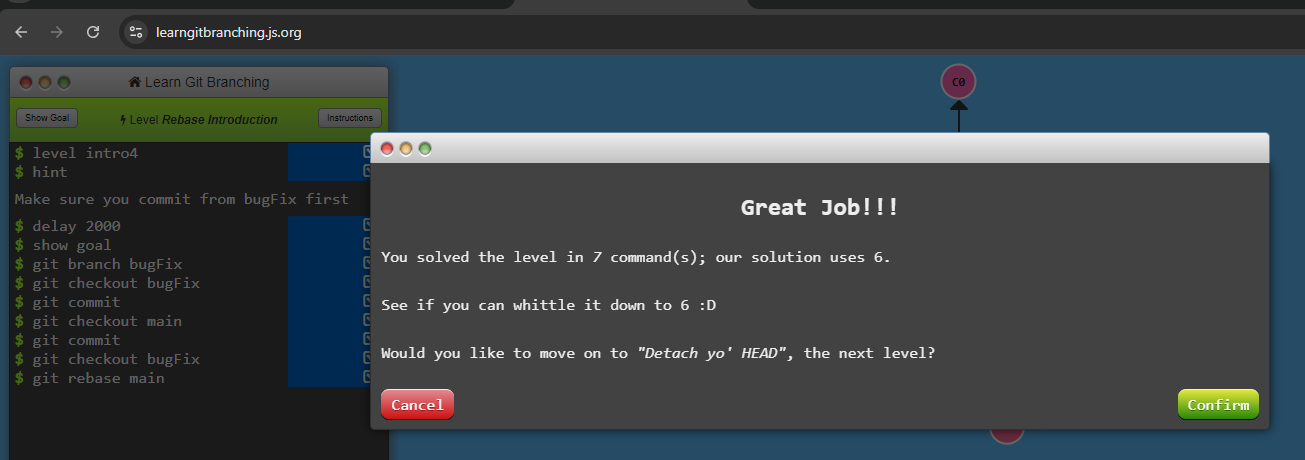 learngitbranching.js.org
Learn Git Branching
Show Goal
Level Rebase Introduction
Instructions
$ level intro4
$ hint
Make sure you commit from bugFix first
$ delay 2000
$ show goal
$ git branch bugFix
$ git checkout bugFix
$ git commit
$ git checkout main
$ git commit
$ git checkout bugFix
$ git rebase main
C0
Great Job!!!
You solved the level in 7 command(s); our solution uses 6.
See if you can whittle it down to 6 :D
Would you like to move on to "Detach yo' HEAD", the next level?
Cancel
Confirm